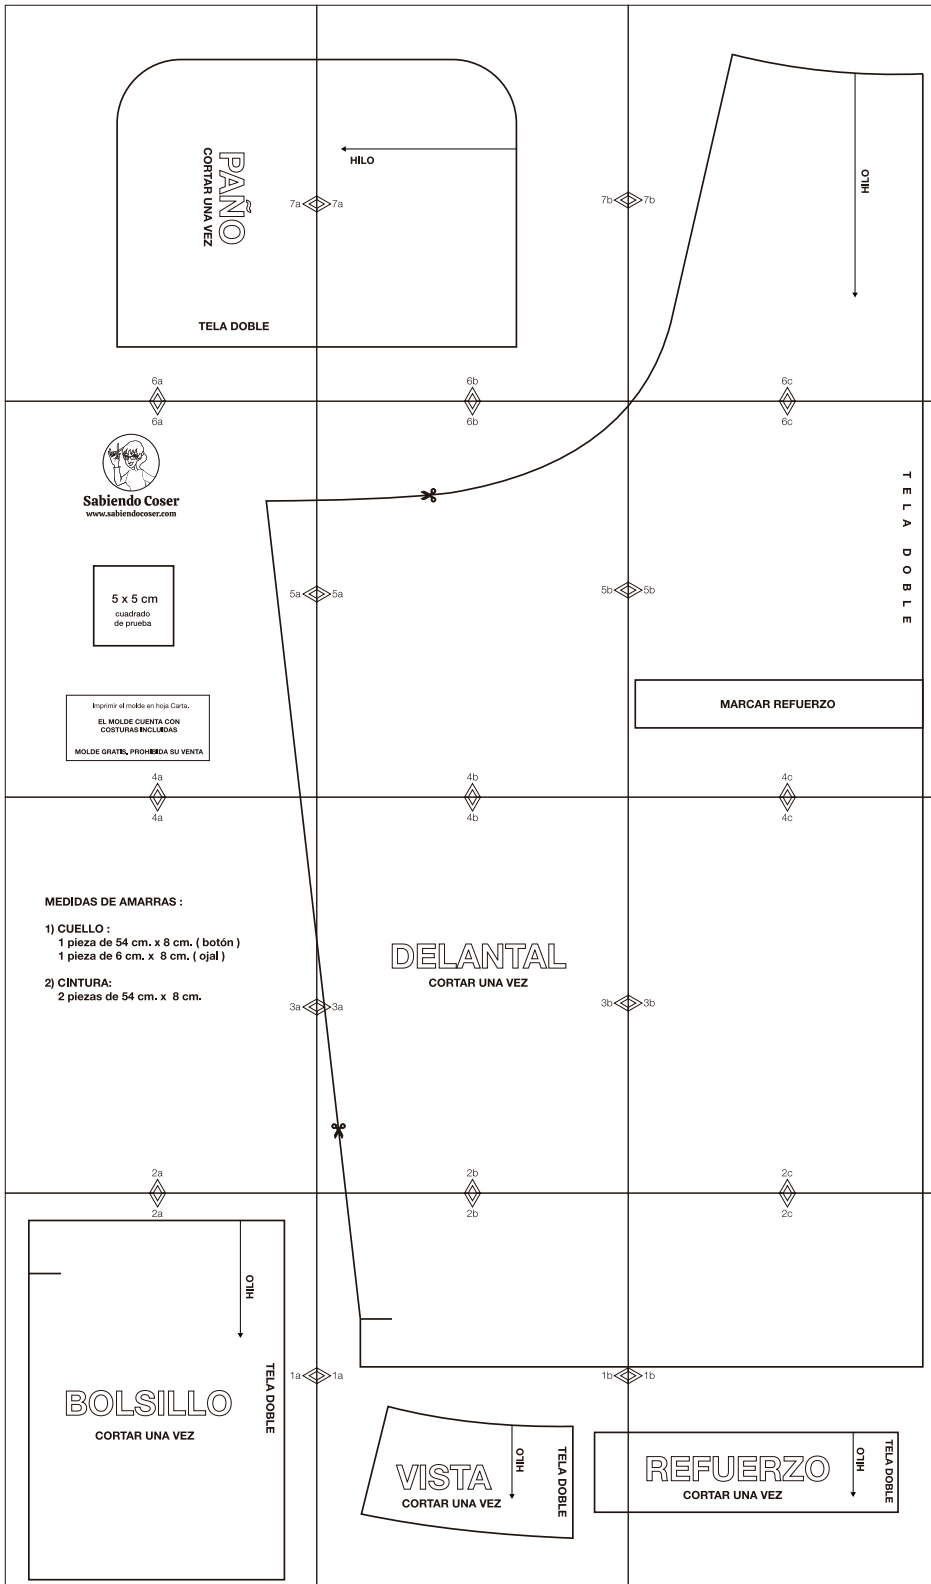 PAÑO
CORTAR UNA VEZ
HILO
TELA DOBLE
7a 7a
7b 7b
HILO
6a
6a
6b
6b
6c
6c
Sabiendo Coser
www.sabiendocoser.com
TELA DOBLE
5 x 5 cm
cuadrado
de prueba
5a 5a
5b 5b
Imprimir el molde en hoja Carta.
EL MOLDE CUENTA CON
COSTURAS INCLUIDAS
MOLDE GRATIS, PROHIBIDA SU VENTA
MARCAR REFUERZO
4a
4a
4b
4b
4c
4c
MEDIDAS DE AMARRAS :
1) CUELLO :
1 pieza de 54 cm. x 8 cm. ( botón )
1 pieza de 6 cm. x 8 cm. ( ojal )
2) CINTURA:
2 piezas de 54 cm. x 8 cm.
DELANTAL
CORTAR UNA VEZ
3a 3a
3b 3b
2a
2a
2b
2b
2c
2c
HILO
BOLSILLO
CORTAR UNA VEZ
TELA DOBLE
1a 1a
1b 1b
VISTA
CORTAR UNA VEZ
HILO
TELA DOBLE
REFUERZO
CORTAR UNA VEZ
HILO
TELA DOBLE